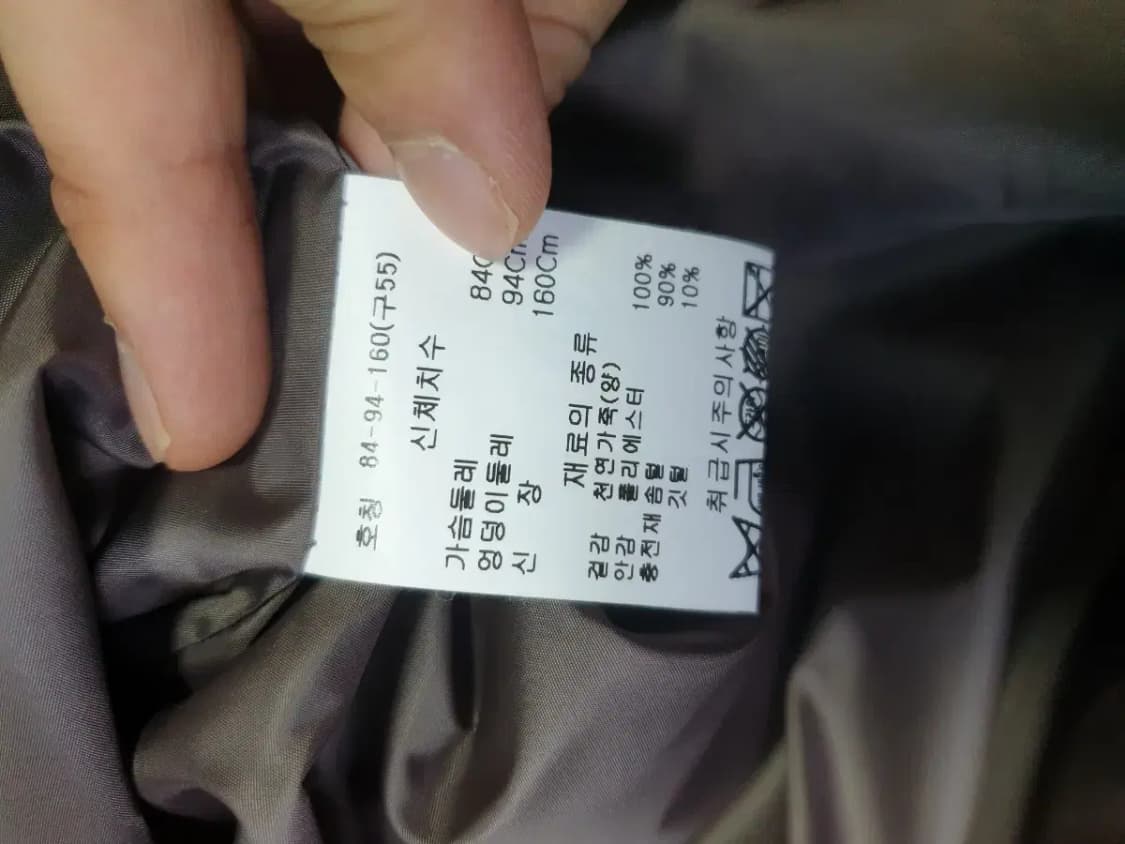 호칭 84-94-160(구55)
신체치수
가슴둘레 84C
엉덩이둘레 94Cm
신 장 160Cm
재료의 종류
겉감 천연가죽(양)
안감 폴리에스터 100%
충전재 솜털 90%
깃털 10%
취급시주의사항